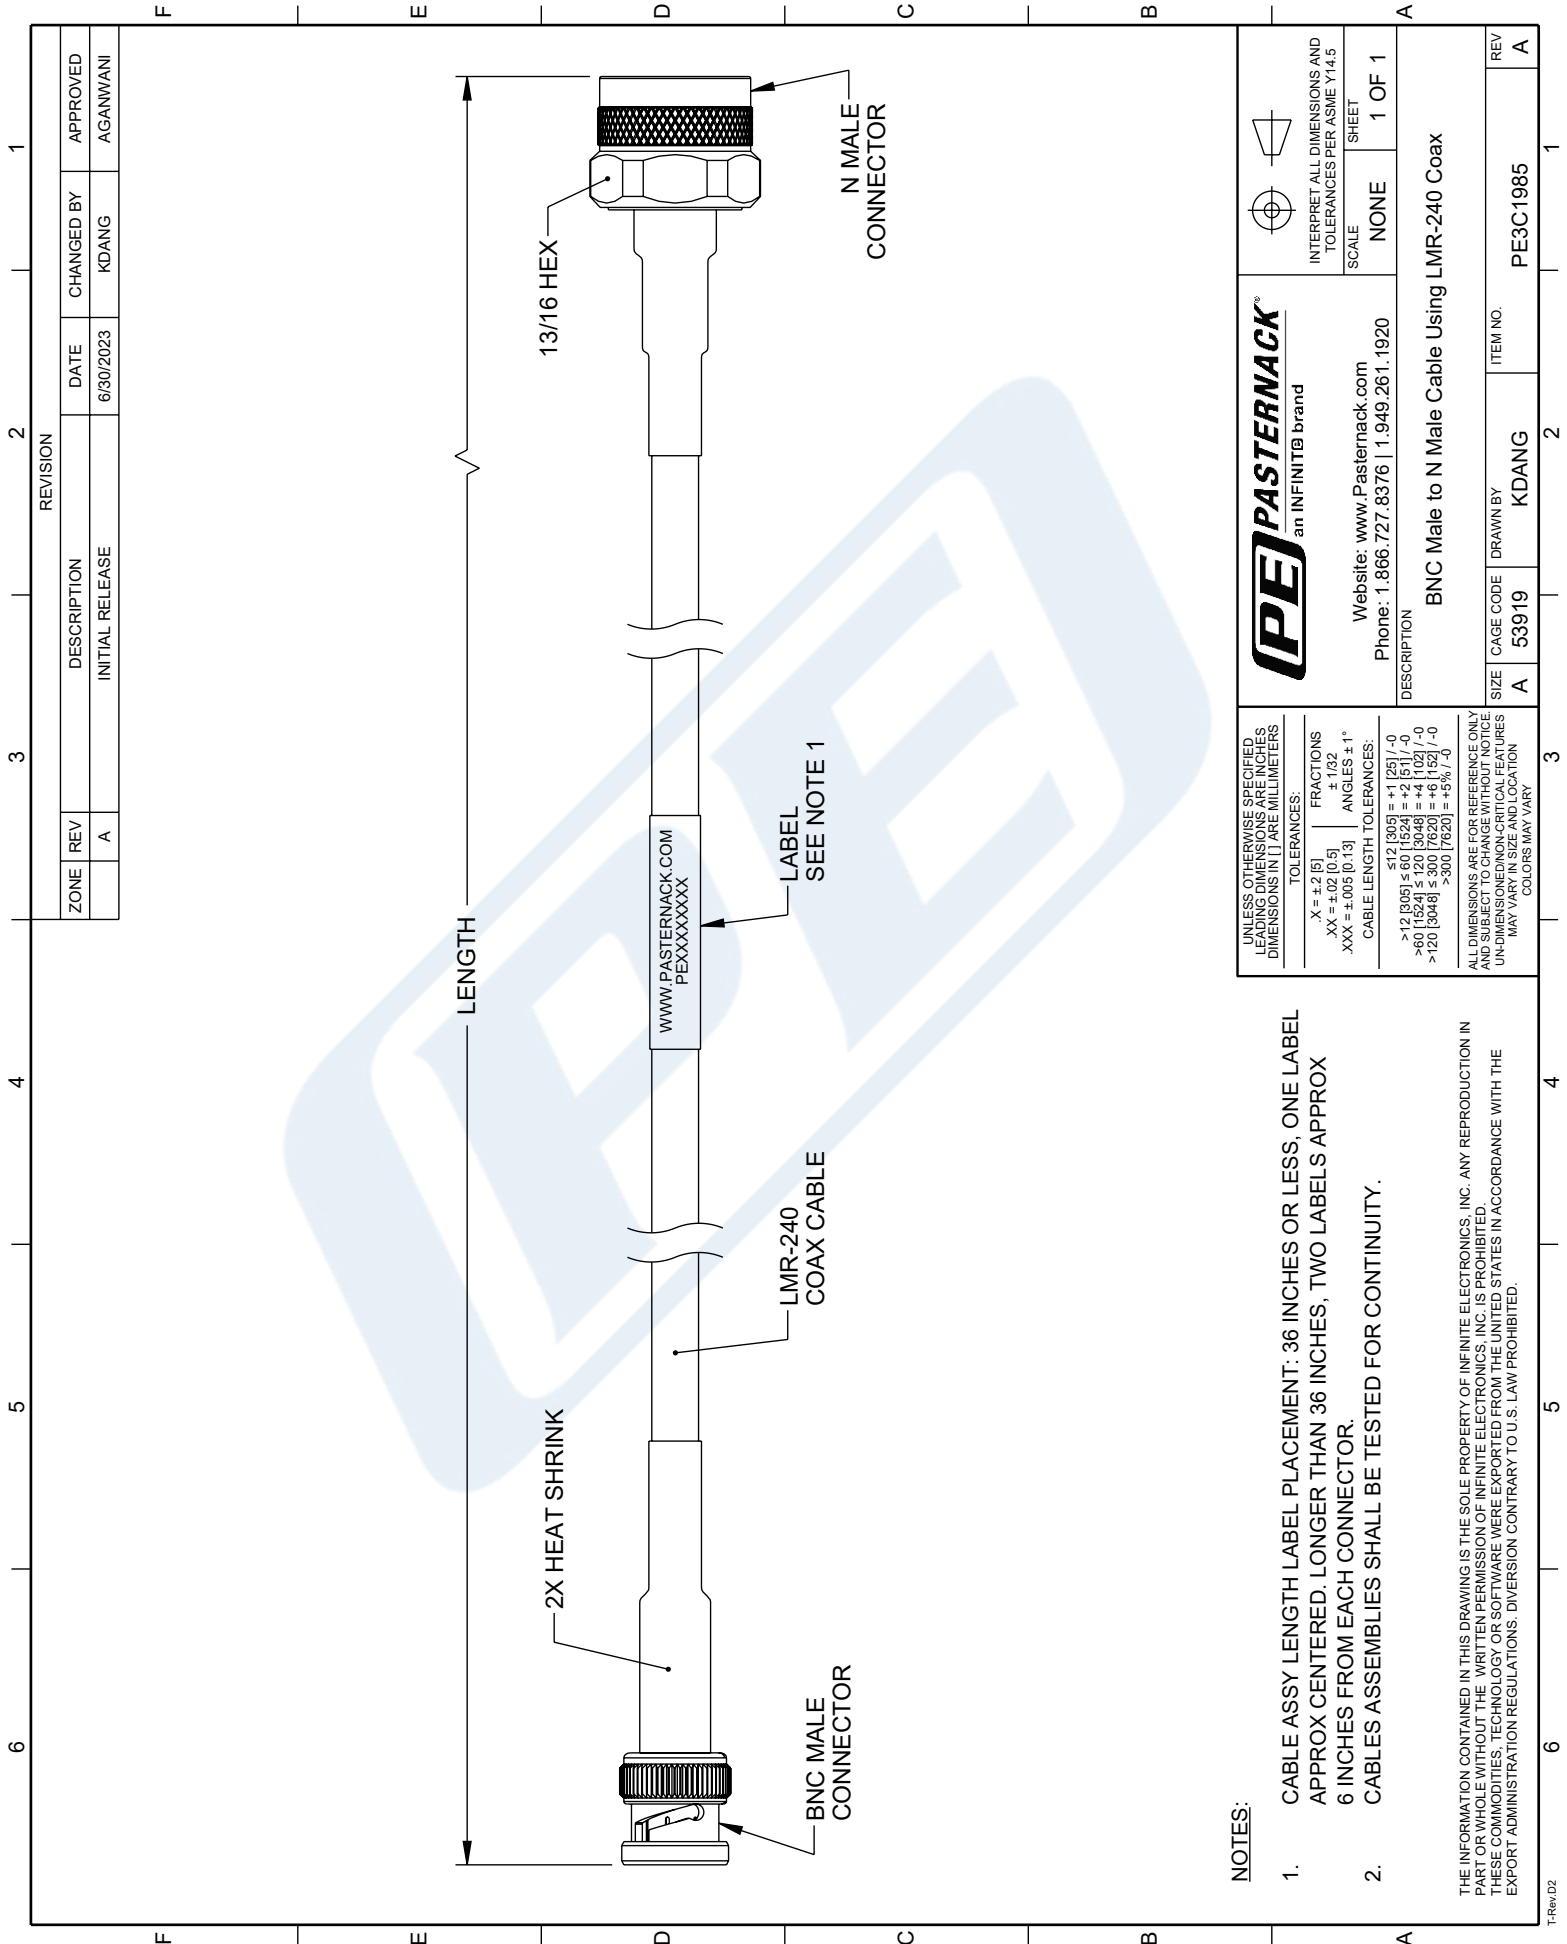 6
5
4
3
2
1
F
E
D
C
B
A
REVISION
ZONE REV DESCRIPTION DATE CHANGED BY APPROVED
A INITIAL RELEASE 6/30/2023 KDANG AGANWANI
LENGTH
2X HEAT SHRINK
13/16 HEX
WWW.PASTERNACK.COM
PEXXXXXXXX
BNC MALE
CONNECTOR
LMR-240
COAX CABLE
LABEL
SEE NOTE 1
N MALE
CONNECTOR
NOTES:
1. CABLE ASSY LENGTH LABEL PLACEMENT: 36 INCHES OR LESS, ONE LABEL
APPROX CENTERED. LONGER THAN 36 INCHES, TWO LABELS APPROX
6 INCHES FROM EACH CONNECTOR.
2. CABLES ASSEMBLIES SHALL BE TESTED FOR CONTINUITY.
THE INFORMATION CONTAINED IN THIS DRAWING IS THE SOLE PROPERTY OF INFINITE ELECTRONICS, INC. ANY REPRODUCTION IN
PART OR WHOLE WITHOUT THE WRITTEN PERMISSION OF INFINITE ELECTRONICS, INC. IS PROHIBITED.
THESE COMMODITIES, TECHNOLOGY OR SOFTWARE WERE EXPORTED FROM THE UNITED STATES IN ACCORDANCE WITH THE
EXPORT ADMINISTRATION REGULATIONS. DIVERSION CONTRARY TO U.S. LAW PROHIBITED.
UNLESS OTHERWISE SPECIFIED
LEADING DIMENSIONS ARE INCHES
DIMENSIONS IN [ ] ARE MILLIMETERS
TOLERANCES:
.X = ±.2 [5]
.XX = ±.02 [0.5]
.XXX = ±.005 [0.13]
FRACTIONS
± 1/32
ANGLES ± 1°
CABLE LENGTH TOLERANCES:
≤12 [305] = +1 [25] / -0
>12 [305] ≤ 60 [1524] = +2 [51] / -0
>60 [1524] ≤ 120 [3048] = +4 [102] / -0
>120 [3048] ≤ 300 [7620] = +6 [152] / -0
>300 [7620] = +5% / -0
ALL DIMENSIONS ARE FOR REFERENCE ONLY
AND SUBJECT TO CHANGE WITHOUT NOTICE.
UN-DIMENSIONED/NON-CRITICAL FEATURES
MAY VARY IN SIZE AND LOCATION
COLORS MAY VARY
PE PASTERNACK®
an INFINITE brand
Website: www.Pasternack.com
Phone: 1.866.727.8376 | 1.949.261.1920
INTERPRET ALL DIMENSIONS AND
TOLERANCES PER ASME Y14.5
SCALE
NONE
SHEET
1 OF 1
DESCRIPTION
BNC Male to N Male Cable Using LMR-240 Coax
SIZE
A
CAGE CODE
53919
DRAWN BY
KDANG
ITEM NO.
PE3C1985
REV
A
F
E
D
C
B
A
6
5
4
3
2
1
T-Rev.D2